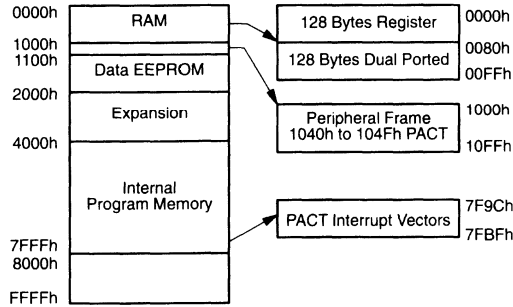 0000h
RAM
1000h
1100h
Data EEPROM
2000h
Expansion
4000h
Internal
Program Memory
7FFFh
8000h
FFFFh
128 Bytes Register
0000h
0080h
128 Bytes Dual Ported
00FFh
Peripheral Frame
1040h to 104Fh PACT
1000h
10FFh
PACT Interrupt Vectors
7F9Ch
7FBFh